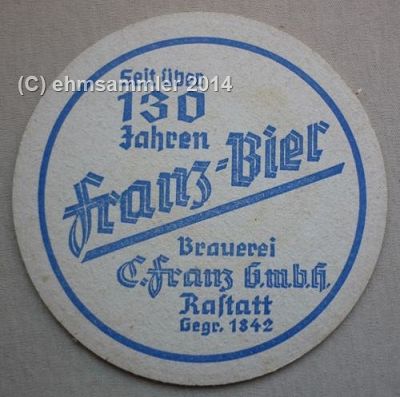 (C) ehmsammler 2014
Seit über
130
Jahren
Franz-Bier
Brauerei
C. Franz G.m.b.H.
Rastatt
Gegr. 1842